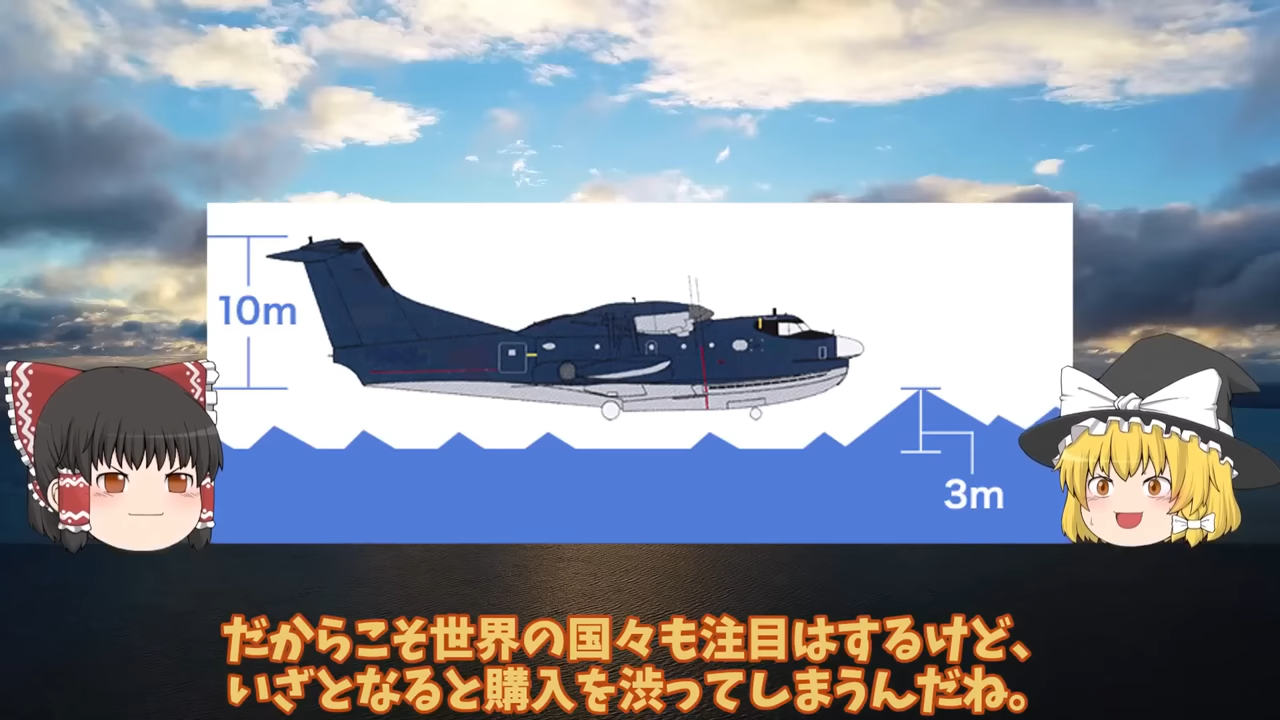 10m
3m
だからこそ世界の国々も注目はするけど、
いざとなると購入を渋ってしまうんだね。